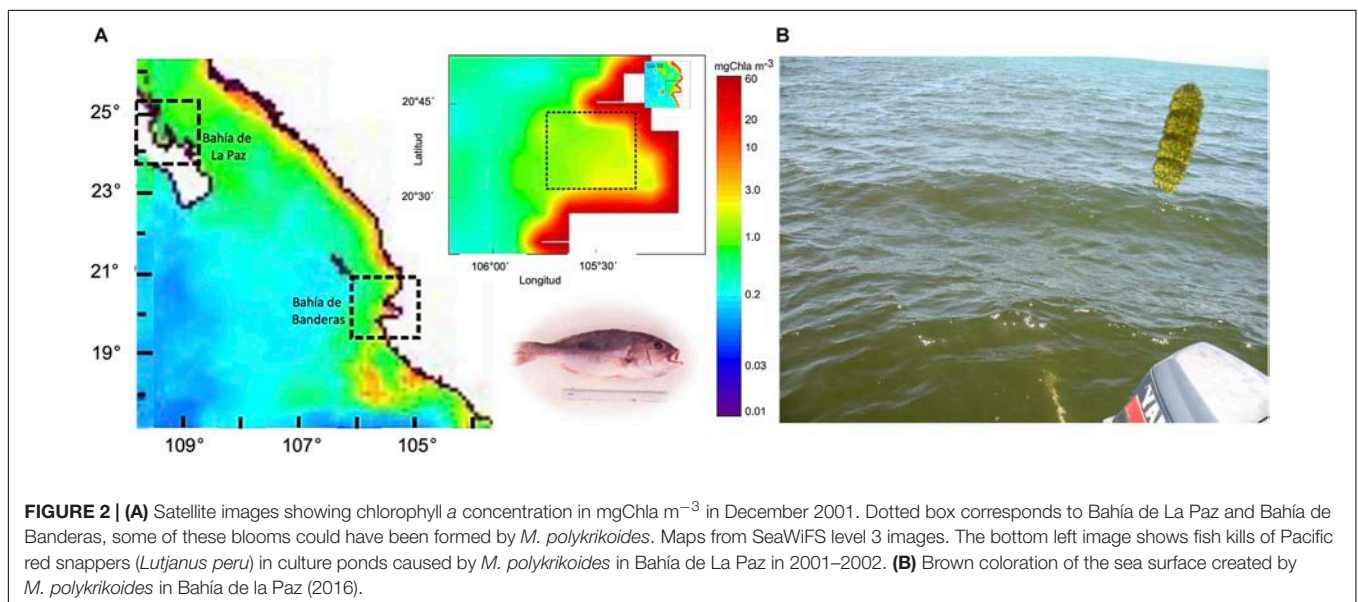 A
B
25°
23°
21°
19°
109°
107°
105°
Bahía de
La Paz
Bahía de
Banderas
20°45'
20°30'
Latitud
106°00'
105°30'
Longitud
mgChla m-3
60
20
10
3.0
1.0
0.2
0.03
0.01
YA
FIGURE 2 | (A) Satellite images showing chlorophyll a concentration in mgChla m−3 in December 2001. Dotted box corresponds to Bahía de La Paz and Bahía de
Banderas, some of these blooms could have been formed by M. polykrikoides. Maps from SeaWiFS level 3 images. The bottom left image shows fish kills of Pacific
red snappers (Lutjanus peru) in culture ponds caused by M. polykrikoides in Bahía de La Paz in 2001–2002. (B) Brown coloration of the sea surface created by
M. polykrikoides in Bahía de la Paz (2016).